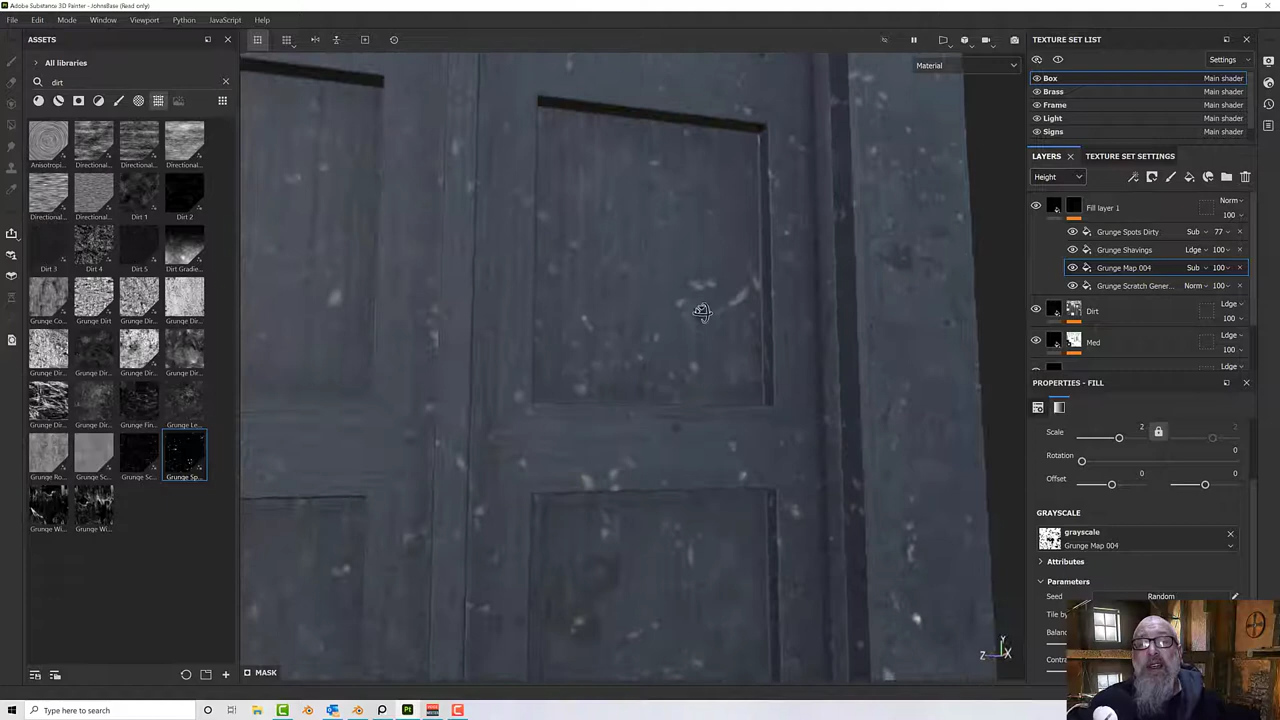 Adobe Substance 3D Painter - JohnsBase (Read only)
File Edit Mode Window Viewport Python JavaScript Help
ASSETS
All libraries
dirt
Anisotropi...
Directional...
Directional...
Directional...
Directional...
Directional...
Dirt 1
Dirt 2
Dirt 3
Dirt 4
Dirt 5
Dirt Gradie...
Grunge Co...
Grunge Dirt
Grunge Dir...
Grunge Dir...
Grunge Dir...
Grunge Dir...
Grunge Dir...
Grunge Dir...
Grunge Dir...
Grunge Dir...
Grunge Fin...
Grunge Le...
Grunge Ro...
Grunge Sc...
Grunge Sc...
Grunge Sp...
Grunge Wi...
Grunge Wi...
Material
MASK
Y
Z X
TEXTURE SET LIST
Settings
Box Main shader
Brass Main shader
Frame Main shader
Light Main shader
Signs Main shader
LAYERS TEXTURE SET SETTINGS
Height
Fill layer 1 Norm
100
Grunge Spots Dirty Sub 77
Grunge Shavings Ldge 100
Grunge Map 004 Sub 100
Grunge Scratch Gener... Norm 100
Dirt Ldge
100
Med Ldge
100
Ldge
PROPERTIES - FILL
Scale 2 2
Rotation 0
Offset 0 0
GRAYSCALE
grayscale
Grunge Map 004
Attributes
Parameters
Seed Random
Tile by
Balanc
Contra
Type here to search